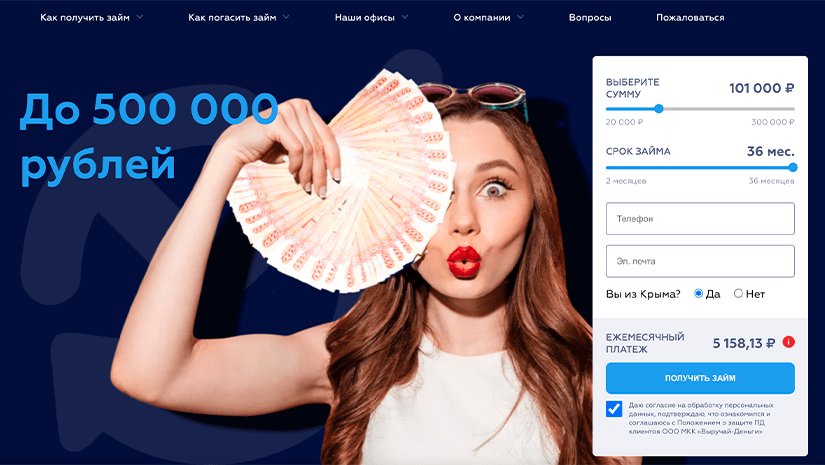 Как получить займ
Как погасить займ
Наши офисы
О компании
Вопросы
Пожаловаться
До 500 000
рублей
ВЫБЕРИТЕ
СУММУ
101 000 ₽
20 000 ₽
300 000 ₽
СРОК ЗАЙМА
36 мес.
2 месяцев
36 месяцев
Телефон
Эл. почта
Вы из Крыма? Да Нет
ЕЖЕМЕСЯЧНЫЙ
ПЛАТЕЖ
5 158,13 ₽
ПОЛУЧИТЬ ЗАЙМ
Даю согласие на обработку персональных
данных, подтверждаю, что ознакомился и
соглашаюсь с Положением о защите ПД
клиентов ООО МКК «Выручай-Деньги»